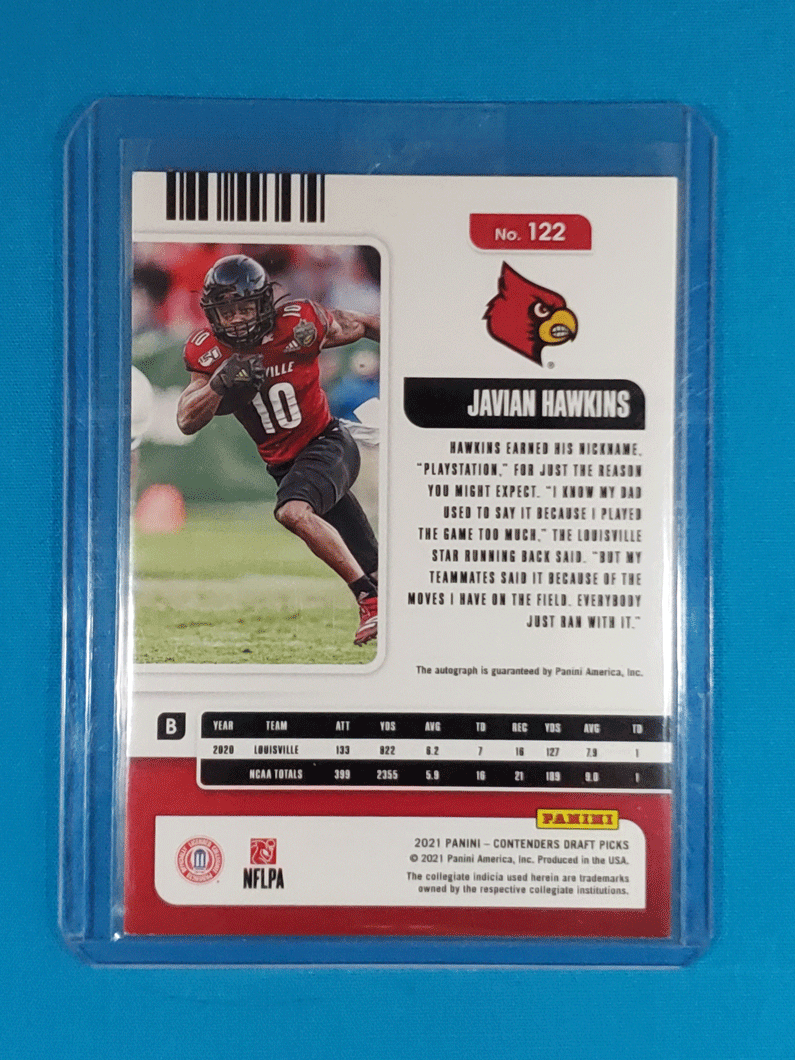 No. 122
10
VILLE
10
JAVIAN HAWKINS
HAWKINS EARNED HIS NICKNAME,
"PLAYSTATION," FOR JUST THE REASON
YOU MIGHT EXPECT. "I KNOW MY DAD
USED TO SAY IT BECAUSE I PLAYED
THE GAME TOO MUCH," THE LOUISVILLE
STAR RUNNING BACK SAID. "BUT MY
TEAMMATES SAID IT BECAUSE OF THE
MOVES I HAVE ON THE FIELD. EVERYBODY
JUST RAN WITH IT."
The autograph is guaranteed by Panini America, Inc.
B
YEAR TEAM ATT YDS AVG TD REC YDS AVG TD
2020 LOUISVILLE 133 822 6.2 7 16 127 7.9 1
NCAA TOTALS 399 2355 5.9 16 21 189 9.0 1
PANINI
2021 PANINI – CONTENDERS DRAFT PICKS
© 2021 Panini America, Inc. Produced in the USA.
The collegiate indicia used herein are trademarks
owned by the respective collegiate institutions.
NFLPA